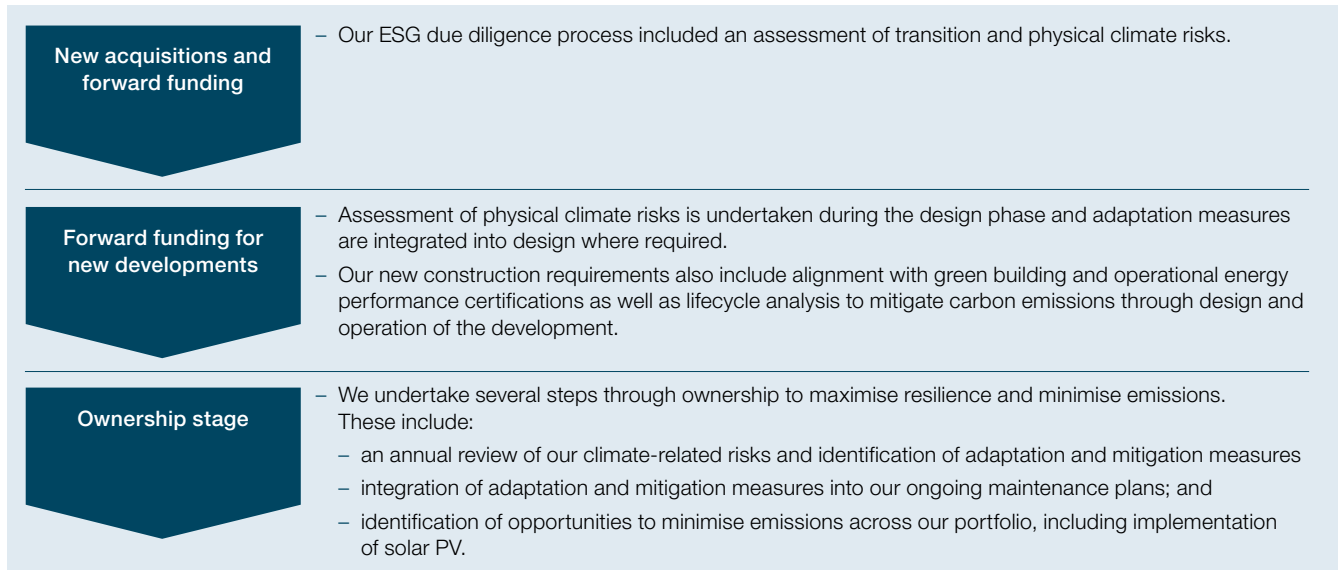 New acquisitions and
forward funding
– Our ESG due diligence process included an assessment of transition and physical climate risks.
Forward funding for
new developments
– Assessment of physical climate risks is undertaken during the design phase and adaptation measures
are integrated into design where required.
– Our new construction requirements also include alignment with green building and operational energy
performance certifications as well as lifecycle analysis to mitigate carbon emissions through design and
operation of the development.
Ownership stage
– We undertake several steps through ownership to maximise resilience and minimise emissions.
These include:
– an annual review of our climate-related risks and identification of adaptation and mitigation measures
– integration of adaptation and mitigation measures into our ongoing maintenance plans; and
– identification of opportunities to minimise emissions across our portfolio, including implementation
of solar PV.